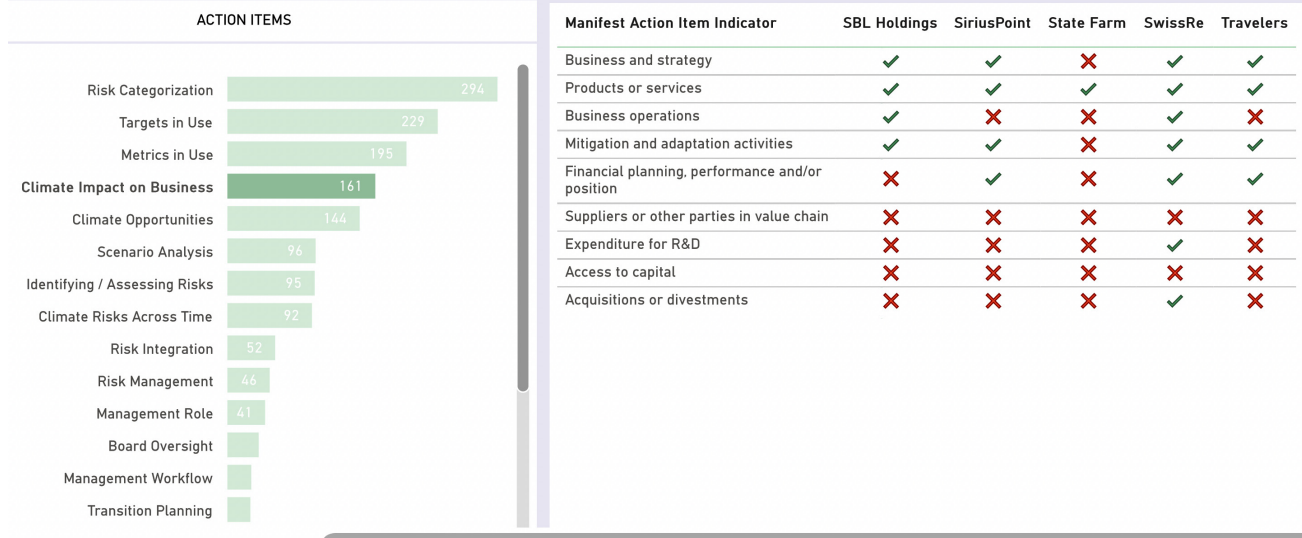 ACTION ITEMS
Risk Categorization 294
Targets in Use 229
Metrics in Use 195
Climate Impact on Business 161
Climate Opportunities 144
Scenario Analysis 96
Identifying / Assessing Risks 95
Climate Risks Across Time 92
Risk Integration 52
Risk Management 46
Management Role 41
Board Oversight
Management Workflow
Transition Planning
Manifest Action Item Indicator SBL Holdings SiriusPoint State Farm SwissRe Travelers
Business and strategy
Products or services
Business operations
Mitigation and adaptation activities
Financial planning, performance and/or
position
Suppliers or other parties in value chain
Expenditure for R&D
Access to capital
Acquisitions or divestments